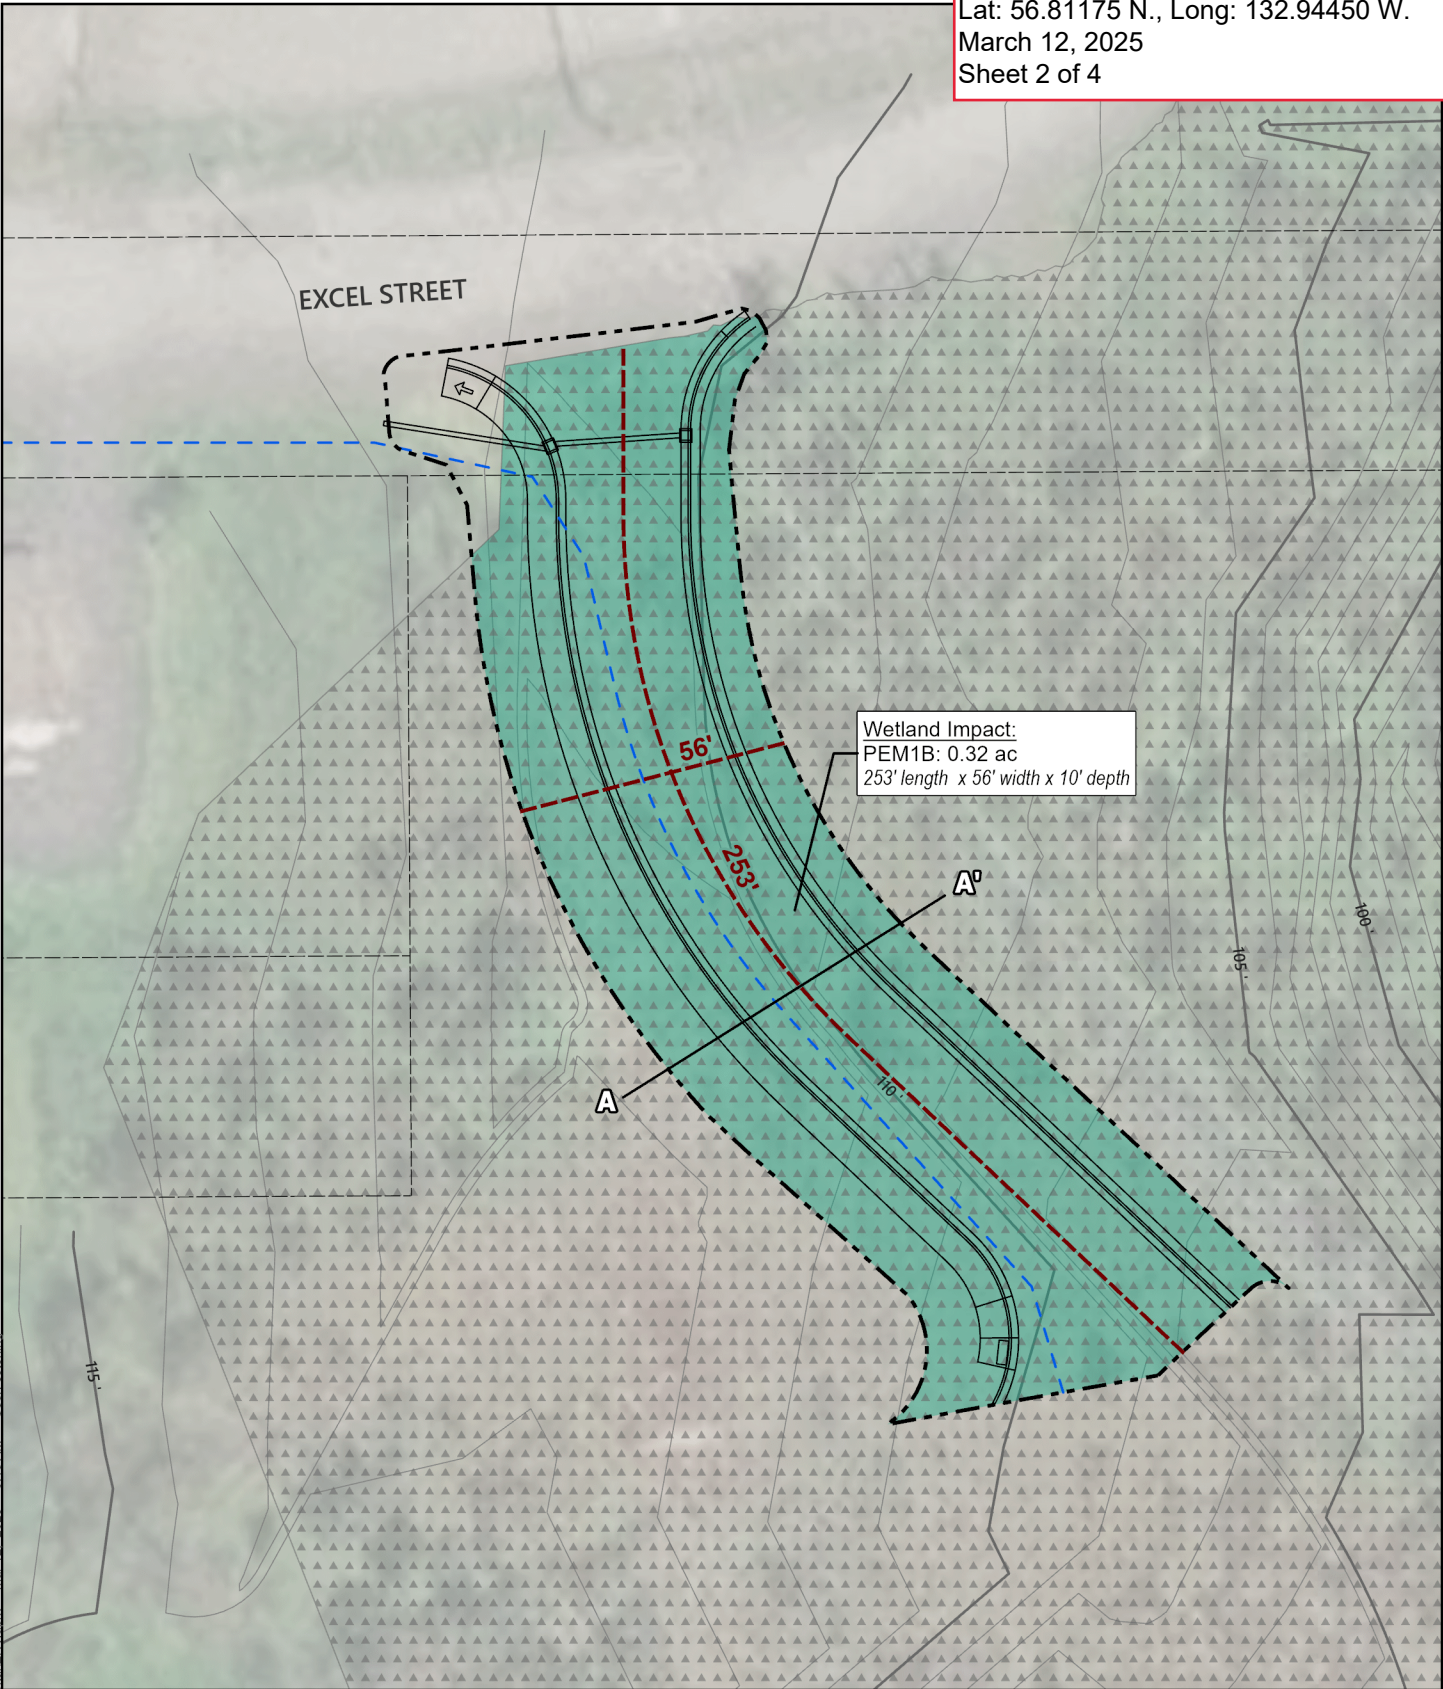 Lat: 56.81175 N., Long: 132.94450 W.
March 12, 2025
Sheet 2 of 4
EXCEL STREET
Wetland Impact:
PEM1B: 0.32 ac
253' length x 56' width x 10' depth
56'
253'
A'
A
100'
105'
110'
115'